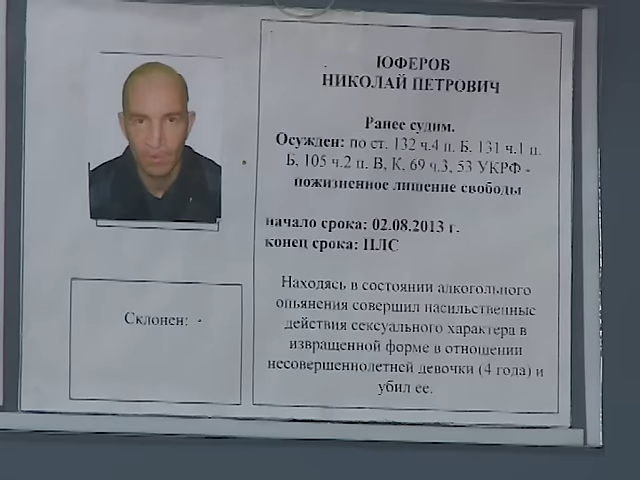 ЮФЕРОВ
НИКОЛАЙ ПЕТРОВИЧ
Ранее судим.
Осужден: по ст. 132 ч.4 п. Б. 131 ч.1 п.
Б, 105 ч.2 п. В, К, 69 ч.3, 53 УКРФ -
пожизненное лишение свободы
начало срока: 02.08.2013 г.
конец срока: ПЛС
Находясь в состоянии алкогольного
опьянения совершил насильственные
действия сексуального характера в
извращенной форме в отношении
несовершеннолетней девочки (4 года) и
убил ее.
Склонен: -